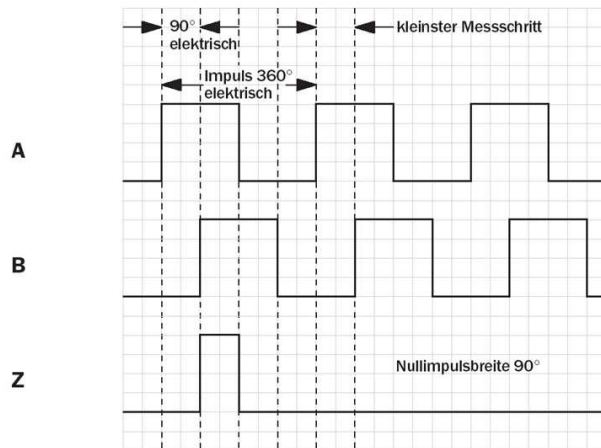 90°
elektrisch
kleinster Messschritt
Impuls 360°
elektrisch
A
B
Z
Nullimpulsbreite 90°